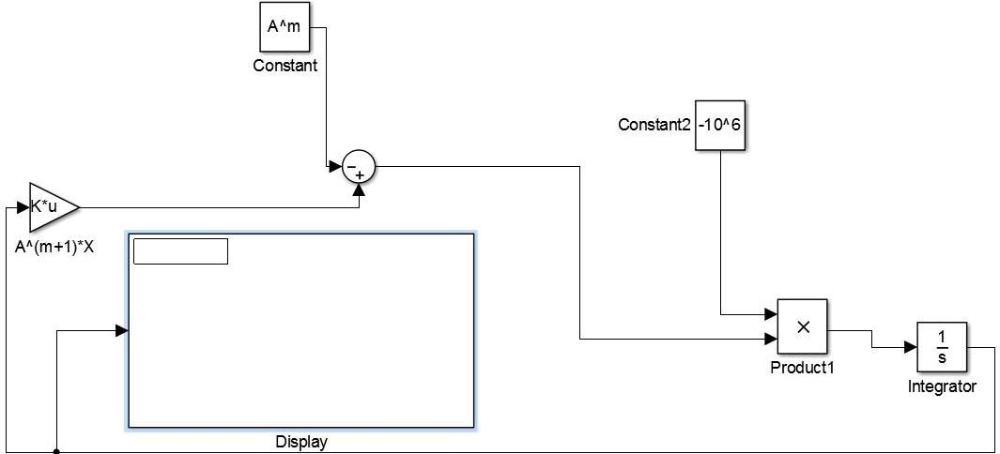 A^m
Constant
Constant2
-10^6
-
+
K*u
A^(m+1)*X
×
Product1
1
s
Integrator
Display